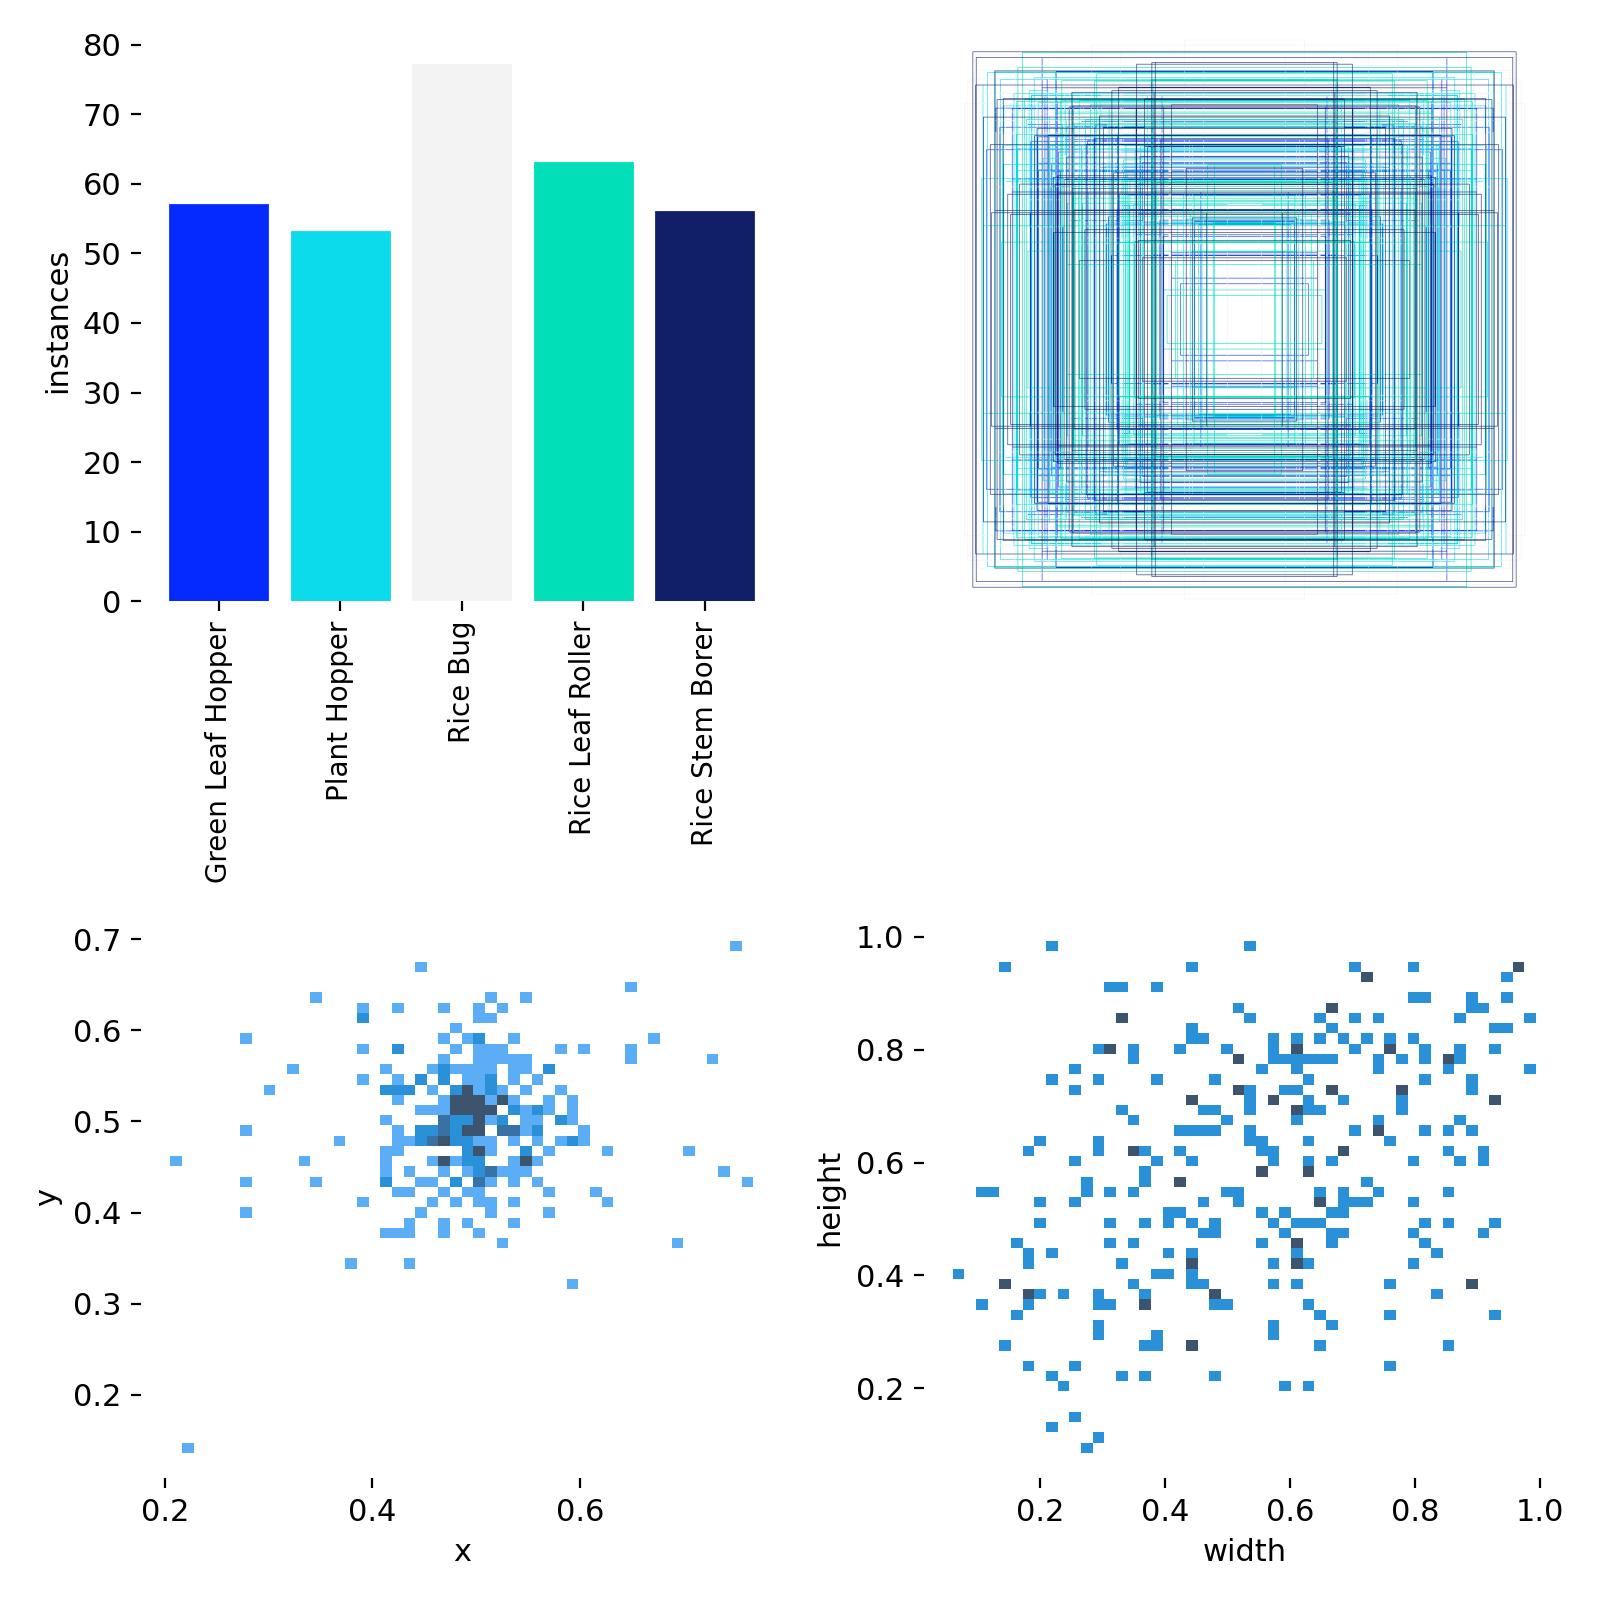 80
70
60
50
40
30
20
10
0
instances
Green Leaf Hopper
Plant Hopper
Rice Bug
Rice Leaf Roller
Rice Stem Borer
0.7
0.6
0.5
0.4
0.3
0.2
y
0.2 0.4 0.6
x
1.0
0.8
0.6
0.4
0.2
height
0.2 0.4 0.6 0.8 1.0
width